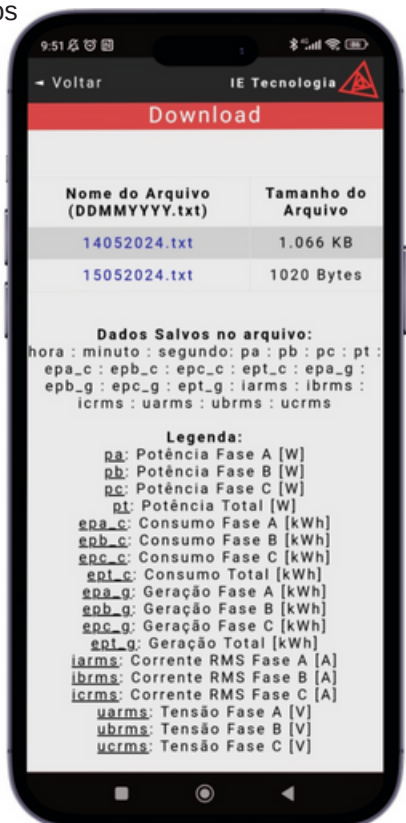 os
9:51
◄ Voltar IE Tecnologia
Download
Nome do Arquivo (DDMMYYYY.txt) Tamanho do Arquivo
14052024.txt 1.066 KB
15052024.txt 1020 Bytes
Dados Salvos no arquivo:
hora : minuto : segundo: pa : pb : pc : pt :
epa_c : epb_c : epc_c : ept_c : epa_g :
epb_g : epc_g : ept_g : iarms : ibrms :
icrms : uarms : ubrms : ucrms
Legenda:
pa: Potência Fase A [W]
pb: Potência Fase B [W]
pc: Potência Fase C [W]
pt: Potência Total [W]
epa_c: Consumo Fase A [kWh]
epb_c: Consumo Fase B [kWh]
epc_c: Consumo Fase C [kWh]
ept_c: Consumo Total [kWh]
epa_g: Geração Fase A [kWh]
epb_g: Geração Fase B [kWh]
epc_g: Geração Fase C [kWh]
ept_g: Geração Total [kWh]
iarms: Corrente RMS Fase A [A]
ibrms: Corrente RMS Fase B [A]
icrms: Corrente RMS Fase C [A]
uarms: Tensão Fase A [V]
ubrms: Tensão Fase B [V]
ucrms: Tensão Fase C [V]